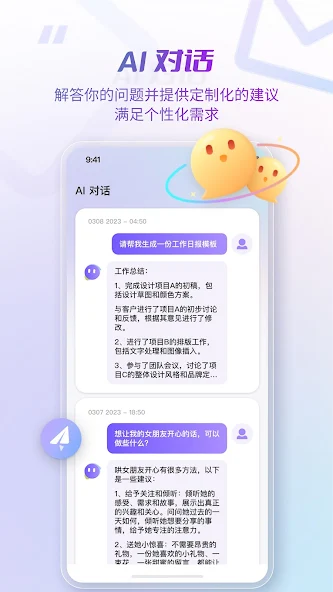 AI 对话
解答你的问题并提供定制化的建议
满足个性化需求
9:41
AI 对话
0308 2023 - 04:50
请帮我生成一份工作日报模板
工作总结：
1、完成设计项目A的初稿，包
括设计草图和颜色方案。
与客户进行了项目A的初步讨论
和反馈，根据其意见进行了修
改。
2、进行了项目B的排版工作，
包括文字处理和图像插入。
3、参与了团队会议，讨论了项
目C的整体设计风格和品牌定...
0307 2023 - 18:50
想让我的女朋友开心的话，可以
做些什么？
哄女朋友开心有很多方法，以下
是一些建议：
1、给予关注和倾听：倾听她的
感受、需求和故事，展示出真正
的兴趣和关心。问问她过去的一
天如何，倾听她想要分享的事
情，给予专注的注意力。
2、送她小惊喜：不需要昂贵的
礼物，一份她喜欢的小礼物、一
束花、一张甜蜜的留言，都能让